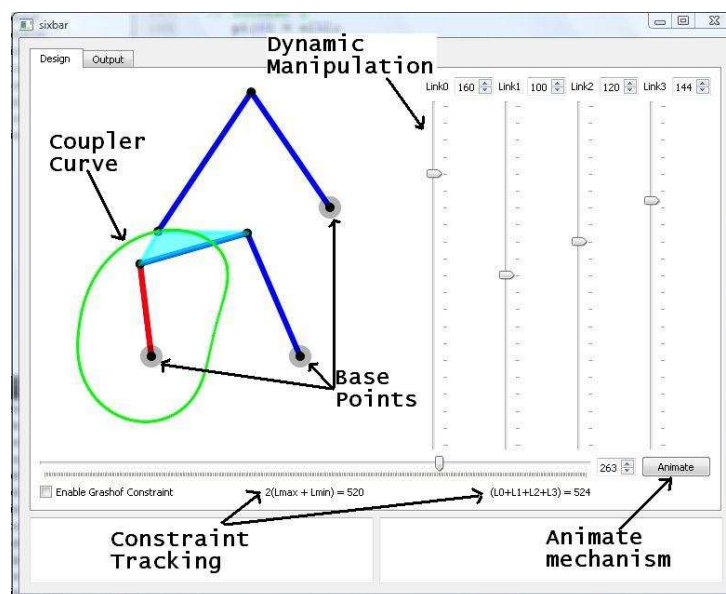 sixbar
Design
Output
Dynamic
Manipulation
Link0 160 Link1 100 Link2 120 Link3 144
Coupler
Curve
Base
Points
263
Animate
Enable Grashof Constraint
2(Lmax + Lmin) = 520
(L0+L1+L2+L3) = 524
Constraint
Tracking
Animate
mechanism